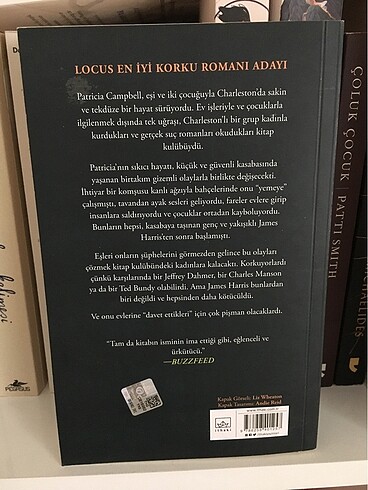 LOCUS EN İYİ KORKU ROMANI ADAYI
Patricia Campbell, eşi ve iki çocuğuyla Charleston'da sakin
ve tekdüze bir hayat sürüyordu. Ev işleriyle ve çocuklarla
ilgilenmek dışında tek uğraşı, Charleston'lı bir grup kadınla
kurdukları ve gerçek suç romanları okudukları kitap
kulübüydü.
Patricia'nın sıkıcı hayatı, küçük ve güvenli kasabasında
yaşanan birtakım gizemli olaylarla birlikte değişecekti.
İhtiyar bir komşusu kanlı ağzıyla bahçelerinde onu "yemeye"
çalışmıştı, tavandan ayak sesleri geliyordu, fareler evlere girip
insanlara saldırıyordu ve çocuklar ortadan kayboluyordu.
Bunların hepsi, kasabaya taşınan genç ve yakışıklı James
Harris'ten sonra başlamıştı.
Eşleri onların şüphelerini görmezden gelince bu olayları
çözmek kitap kulübündeki kadınlara kalacaktı. Korkuyorlardı
çünkü karşılarında bir Jeffrey Dahmer, bir Charles Manson
ya da bir Ted Bundy olabilirdi. Ama James Harris bunlardan
biri değildi ve hepsinden daha kötücüldü.
Ve onu evlerine "davet ettikleri" için çok pişman olacaklardı.
"Tam da kitabın isminin ima ettiği gibi, eğlenceli ve
ürkütücü."
—BUZZFEED
Kapak Görseli: Liz Wheaton
Kapak Tasarımı: Andie Reid
ithaki
ÇOLUK ÇOCUK | PATTI SMITH
MICHAELIDES
PEGASUS